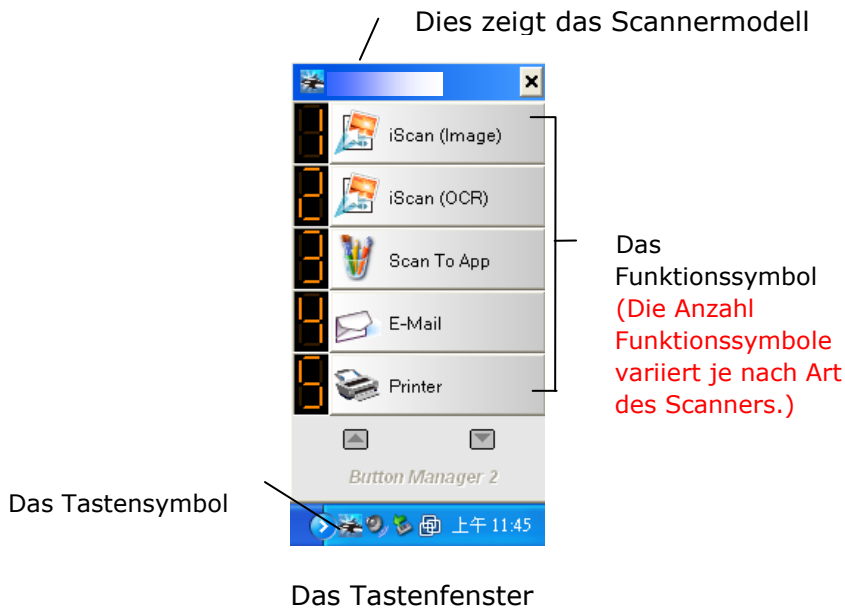 Dies zeigt das Scannermodell
1 iScan (Image)
2 iScan (OCR)
3 Scan To App
4 E-Mail
5 Printer
Das
Funktionssymbol
(Die Anzahl
Funktionssymbole
variiert je nach Art
des Scanners.)
Button Manager 2
Das Tastensymbol
上午 11:45
Das Tastenfenster